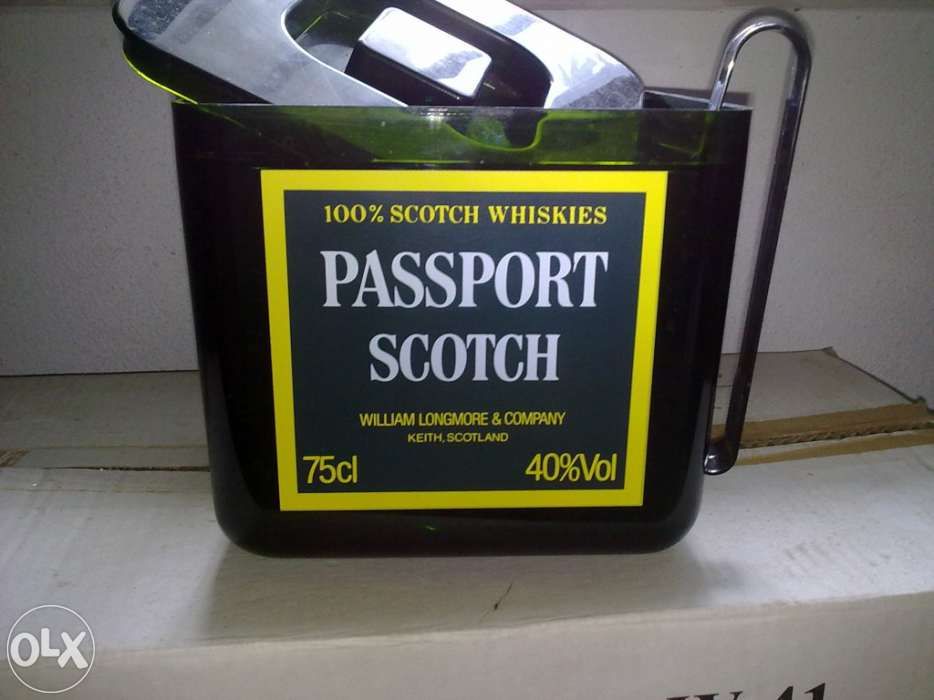 100% SCOTCH WHISKIES
PASSPORT
SCOTCH
WILLIAM LONGMORE & COMPANY
KEITH, SCOTLAND
75cl
40%Vol
OLX